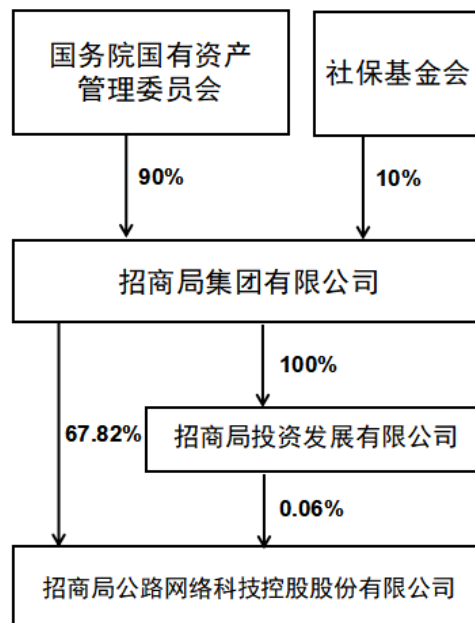 国务院国有资产
管理委员会
社保基金会
90%
10%
招商局集团有限公司
100%
67.82%
招商局投资发展有限公司
0.06%
招商局公路网络科技控股股份有限公司